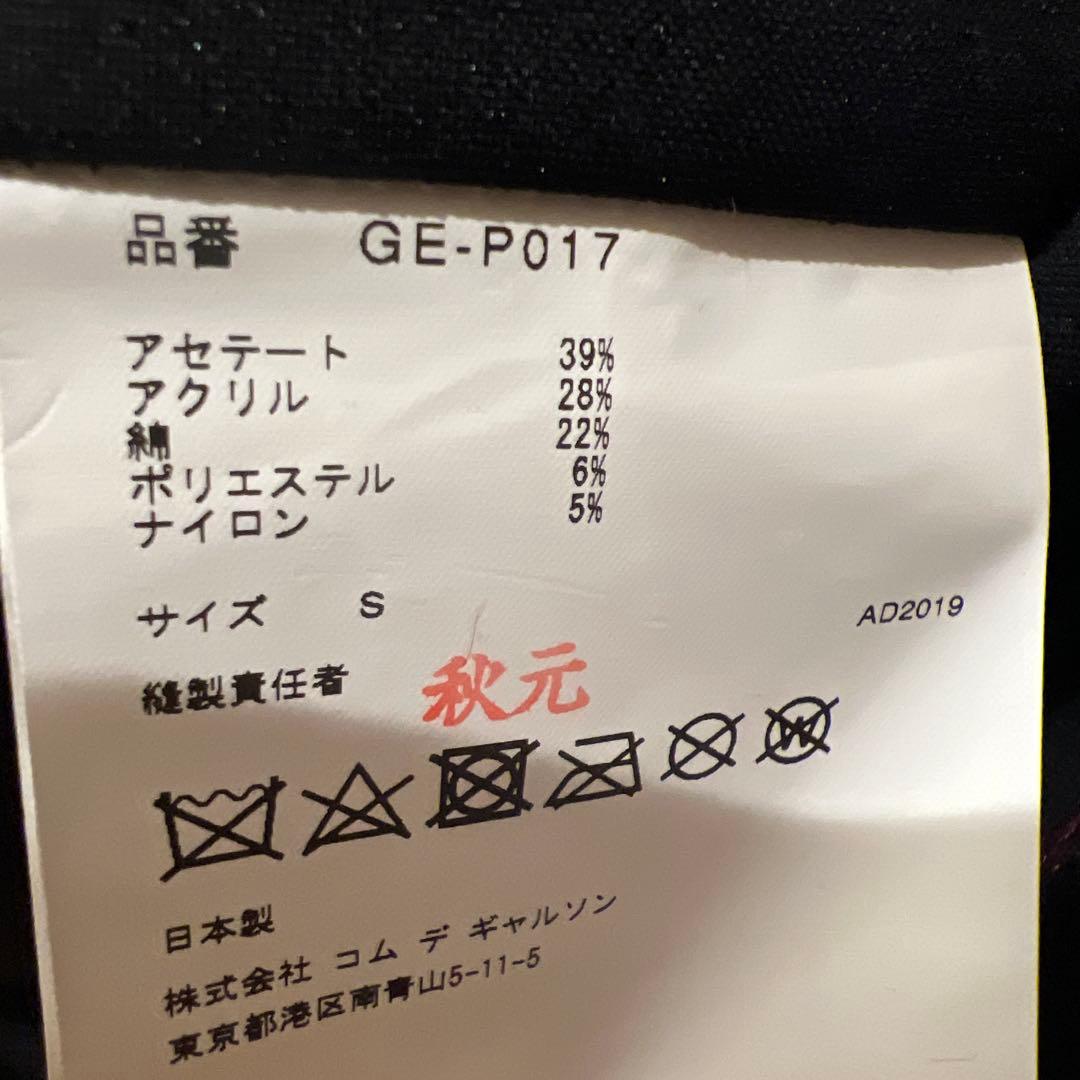 品番 GE-P017
アセテート 39%
アクリル 28%
綿 22%
ポリエステル 6%
ナイロン 5%
サイズ S
AD2019
縫製責任者 秋元
W
日本製
株式会社 コム デ ギャルソン
東京都港区南青山5-11-5